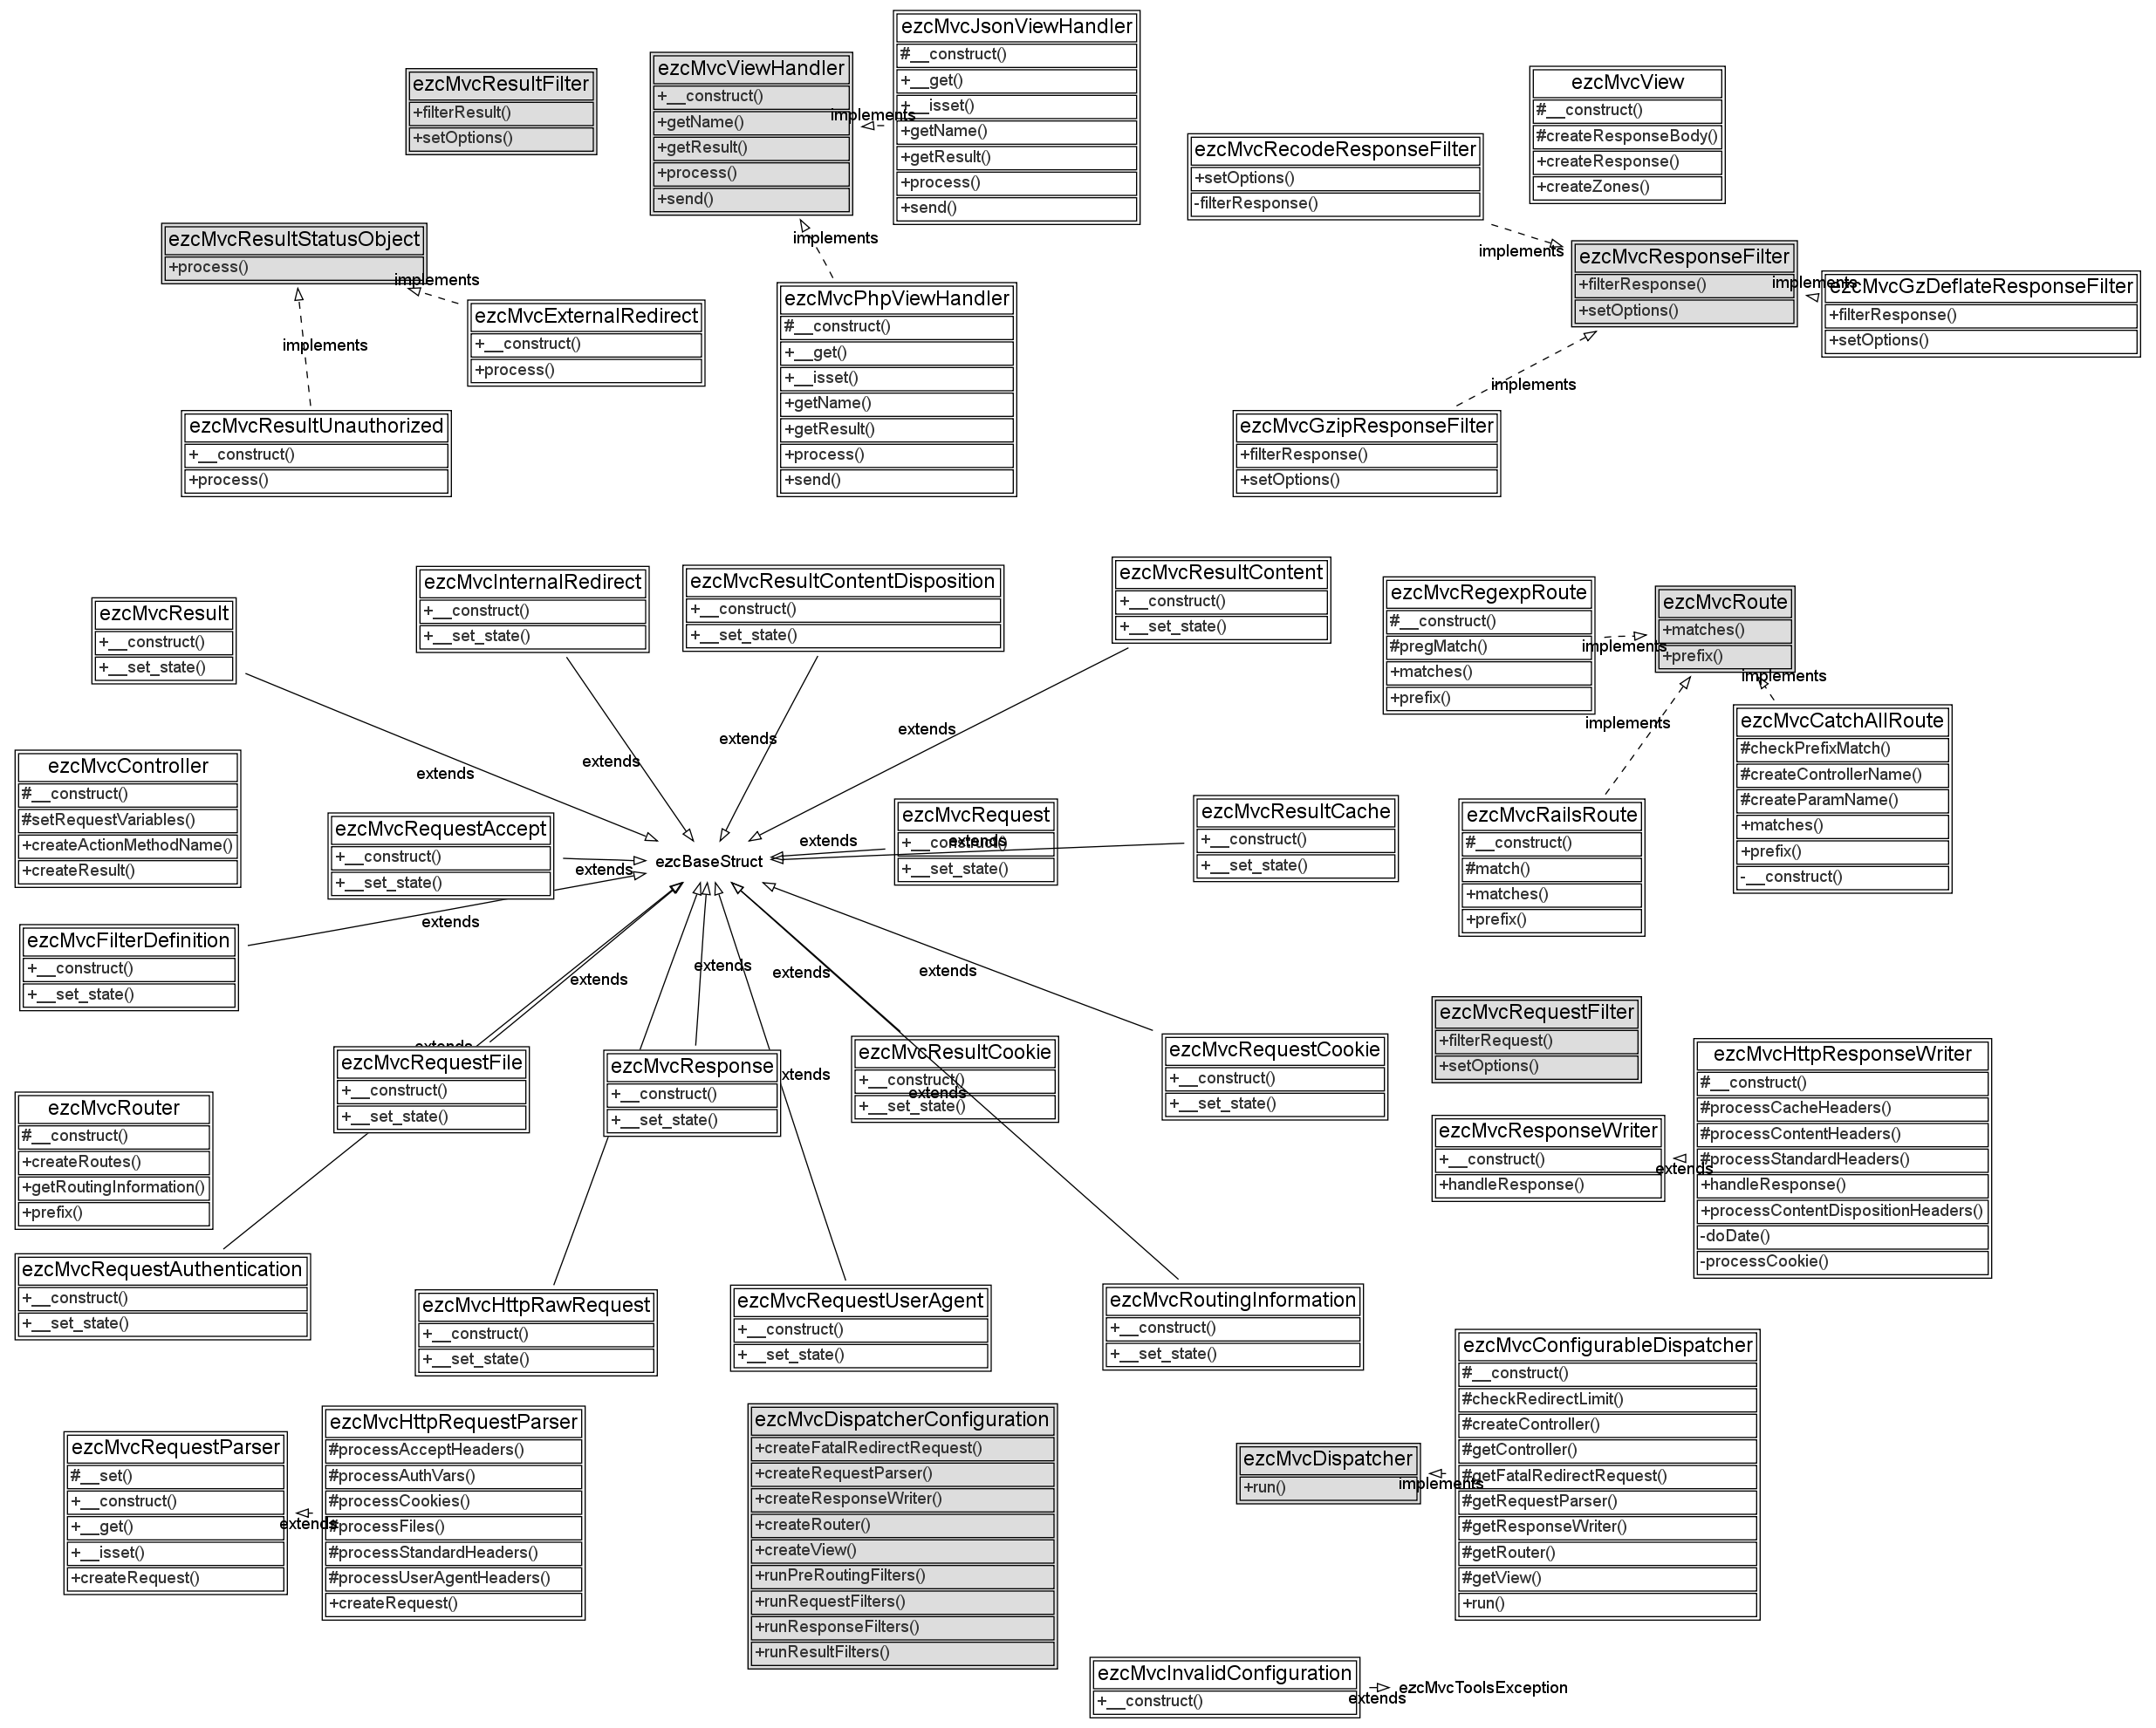 ezcMvcResultFilter
+filterResult()
+setOptions()
ezcMvcViewHandler
+__construct()
+getName()
+getResult()
+process()
+send()
implements
ezcMvcJsonViewHandler
#__construct()
+__get()
+__isset()
+getName()
+getResult()
+process()
+send()
ezcMvcView
#__construct()
#createResponseBody()
+createResponse()
+createZones()
ezcMvcRecodeResponseFilter
+setOptions()
-filterResponse()
implements
ezcMvcResponseFilter
+filterResponse()
+setOptions()
implements
ezcMvcGzDeflateResponseFilter
+filterResponse()
+setOptions()
implements
ezcMvcGzipResponseFilter
+filterResponse()
+setOptions()
ezcMvcResultStatusObject
+process()
implements
ezcMvcExternalRedirect
+__construct()
+process()
implements
ezcMvcResultUnauthorized
+__construct()
+process()
implements
ezcMvcPhpViewHandler
#__construct()
+__get()
+__isset()
+getName()
+getResult()
+process()
+send()
ezcMvcResult
+__construct()
+__set_state()
extends
ezcMvcInternalRedirect
+__construct()
+__set_state()
extends
ezcMvcResultContentDisposition
+__construct()
+__set_state()
extends
ezcMvcResultContent
+__construct()
+__set_state()
extends
ezcMvcRegexpRoute
#__construct()
#pregMatch()
+matches()
+prefix()
implements
ezcMvcRoute
+matches()
+prefix()
implements
implements
ezcMvcCatchAllRoute
#checkPrefixMatch()
#createControllerName()
#createParamName()
+matches()
+prefix()
-__construct()
ezcMvcRailsRoute
#__construct()
#match()
+matches()
+prefix()
ezcMvcController
#__construct()
#setRequestVariables()
+createActionMethodName()
+createResult()
ezcMvcRequestAccept
+__construct()
+__set_state()
extends
ezcBaseStruct
extends
ezcMvcRequest
+__construct()
+__set_state()
extends
ezcMvcResultCache
+__construct()
+__set_state()
ezcMvcFilterDefinition
+__construct()
+__set_state()
extends
extends
extends
extends
extends
extends
ezcMvcRequestFile
+__construct()
+__set_state()
ezcMvcResponse
+__construct()
+__set_state()
extends
ezcMvcResultCookie
+__construct()
+__set_state()
extends
ezcMvcRequestCookie
+__construct()
+__set_state()
ezcMvcRequestFilter
+filterRequest()
+setOptions()
ezcMvcResponseWriter
+__construct()
+handleResponse()
extends
ezcMvcHttpResponseWriter
#__construct()
#processCacheHeaders()
#processContentHeaders()
#processStandardHeaders()
+handleResponse()
+processContentDispositionHeaders()
-doDate()
-processCookie()
ezcMvcRouter
#__construct()
+createRoutes()
+getRoutingInformation()
+prefix()
ezcMvcRequestAuthentication
+__construct()
+__set_state()
ezcMvcHttpRawRequest
+__construct()
+__set_state()
ezcMvcRequestUserAgent
+__construct()
+__set_state()
ezcMvcRoutingInformation
+__construct()
+__set_state()
ezcMvcRequestParser
#__set()
+__construct()
+__get()
+__isset()
+createRequest()
extends
ezcMvcHttpRequestParser
#processAcceptHeaders()
#processAuthVars()
#processCookies()
#processFiles()
#processStandardHeaders()
#processUserAgentHeaders()
+createRequest()
ezcMvcDispatcherConfiguration
+createFatalRedirectRequest()
+createRequestParser()
+createResponseWriter()
+createRouter()
+createView()
+runPreRoutingFilters()
+runRequestFilters()
+runResponseFilters()
+runResultFilters()
ezcMvcDispatcher
+run()
implements
ezcMvcConfigurableDispatcher
#__construct()
#checkRedirectLimit()
#createController()
#getController()
#getFatalRedirectRequest()
#getRequestParser()
#getResponseWriter()
#getRouter()
#getView()
+run()
ezcMvcInvalidConfiguration
+__construct()
extends
ezcMvcToolsException